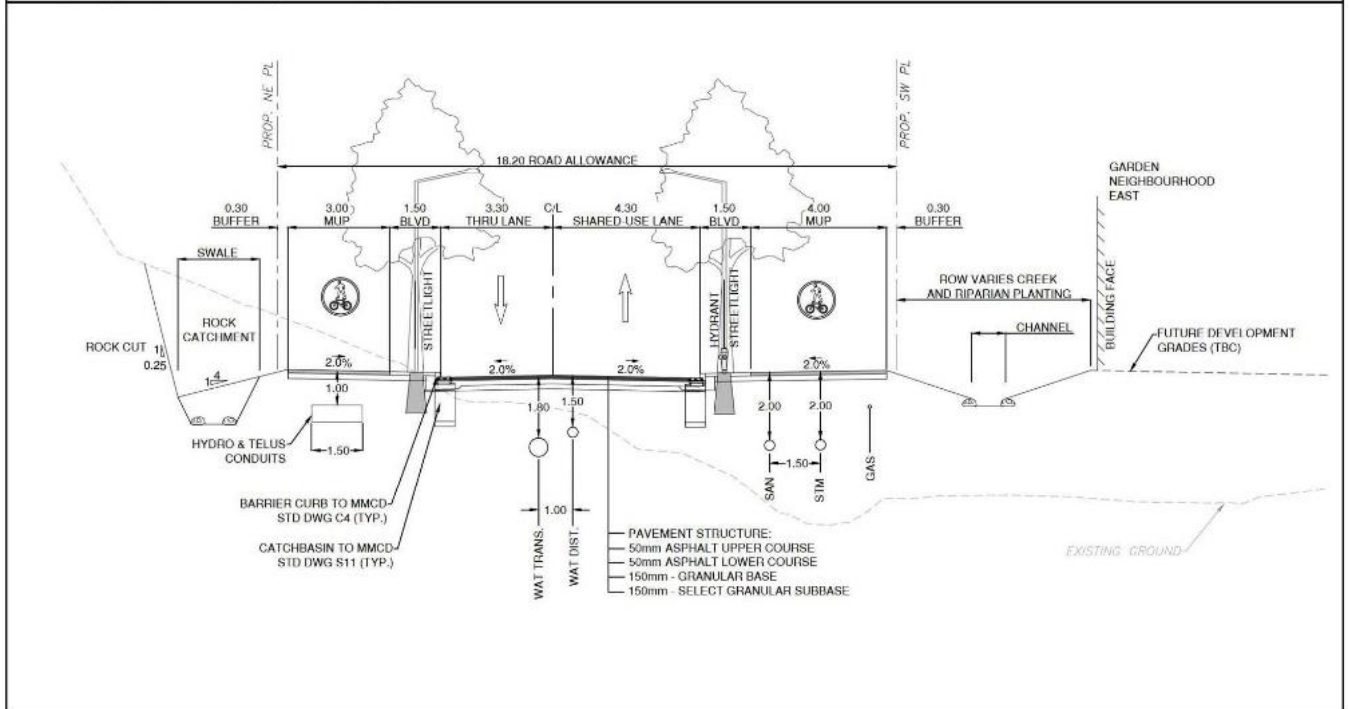 PROP. NE PL
PROP. SW PL
18.20 ROAD ALLOWANCE
GARDEN
NEIGHBOURHOOD
EAST
0.30
BUFFER
3.00
MUP
1.50
BLVD
3.30
THRU LANE
C/L
4.30
SHARED-USE LANE
1.50
BLVD
4.00
MUP
0.30
BUFFER
SWALE
ROCK
CATCHMENT
ROCK CUT
1
0.25
4
1
STREETLIGHT
HYDRANT
STREETLIGHT
ROW VARIES CREEK
AND RIPARIAN PLANTING
CHANNEL
BUILDING FACE
FUTURE DEVELOPMENT
GRADES (TBC)
2.0%
2.0%
2.0%
2.0%
1.00
1.80
1.50
2.00
2.00
HYDRO & TELUS
CONDUITS
1.50
1.50
SAN
STM
GAS
BARRIER CURB TO MMCD
STD DWG C4 (TYP.)
1.00
CATCHBASIN TO MMCD
STD DWG S11 (TYP.)
WAT TRANS.
WAT DIST.
PAVEMENT STRUCTURE:
50mm ASPHALT UPPER COURSE
50mm ASPHALT LOWER COURSE
150mm - GRANULAR BASE
150mm - SELECT GRANULAR SUBBASE
EXISTING GROUND